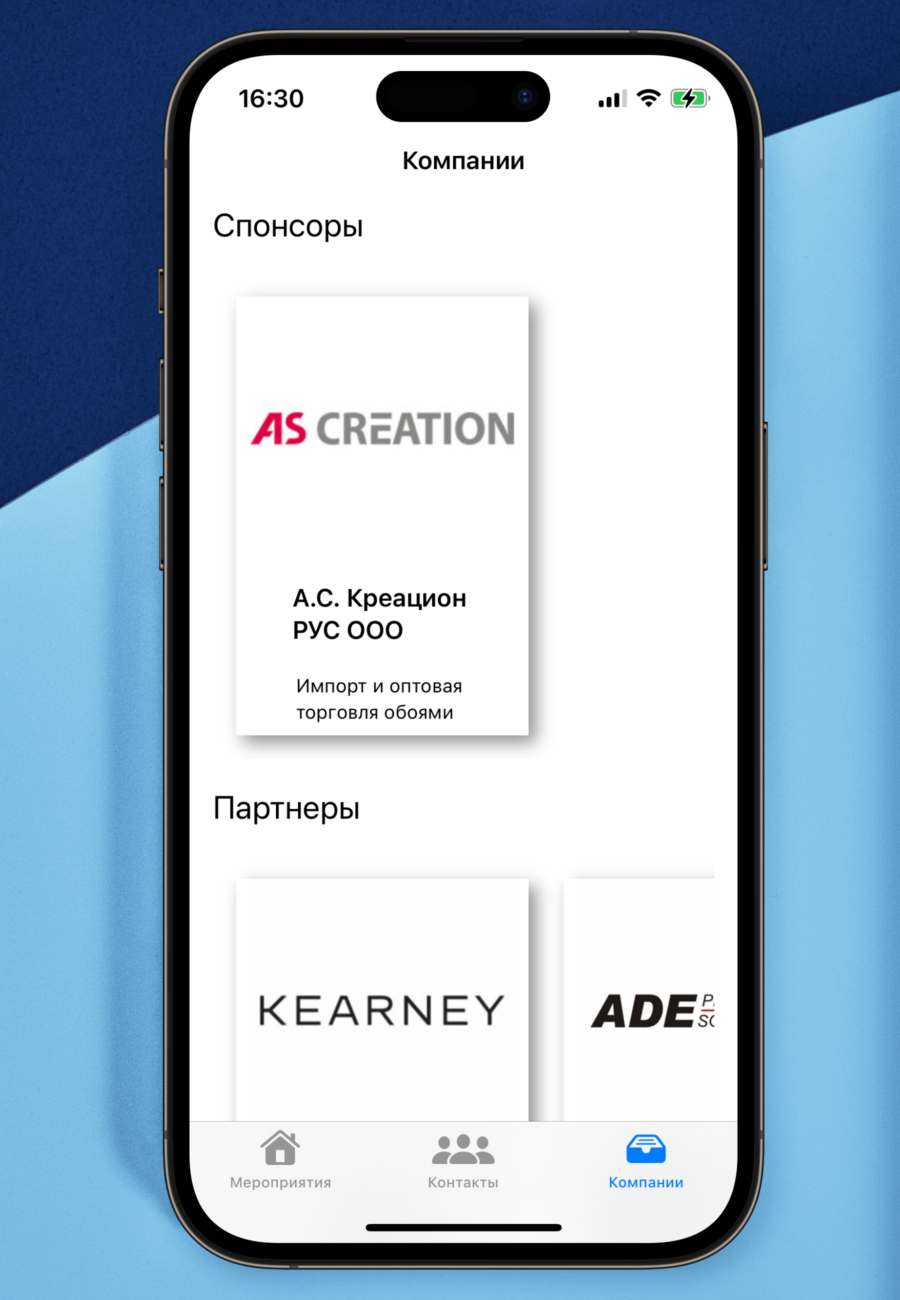 16:30
Компании
Спонсоры
AS CREATION
А.С. Креацион
РУС ООО
Импорт и оптовая
торговля обоями
Партнеры
KEARNEY
ADE
Мероприятия
Контакты
Компании